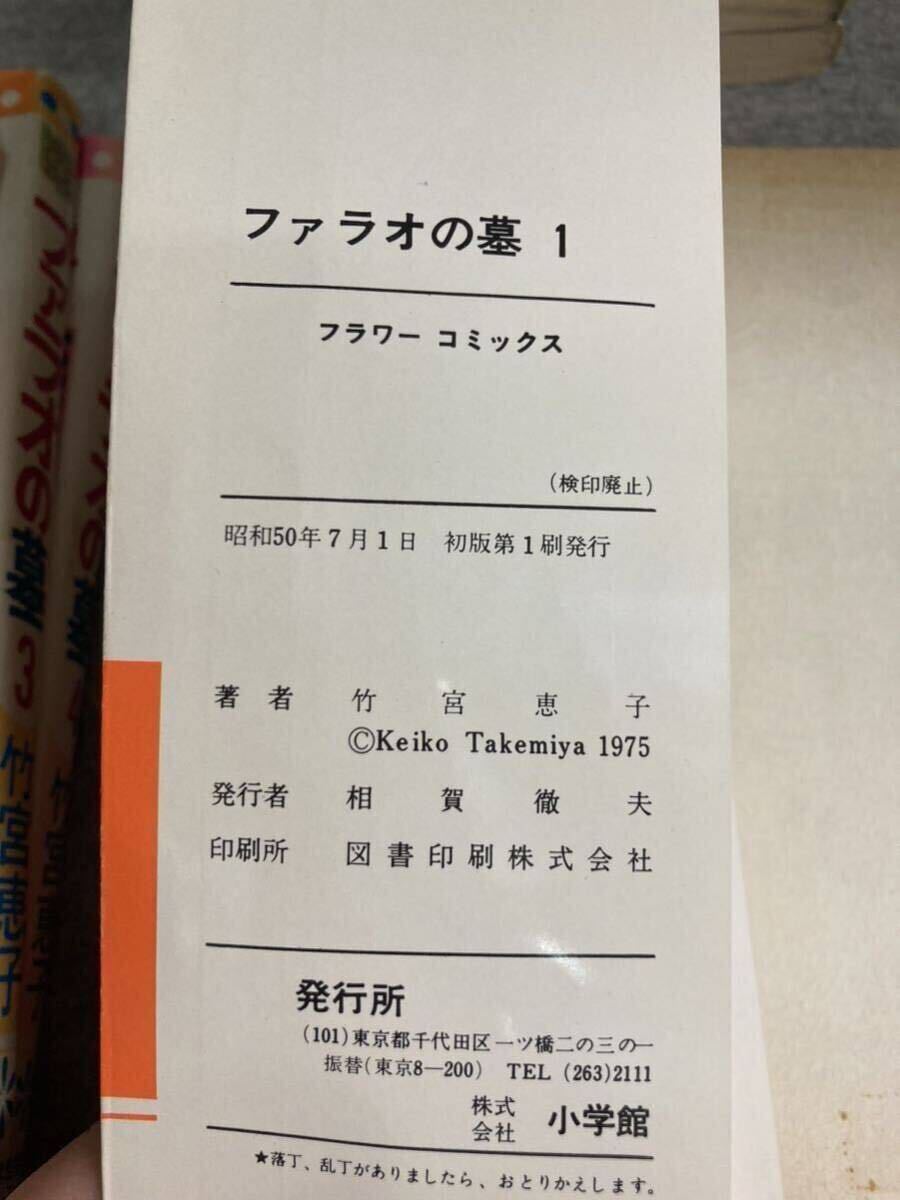 ファラオの墓 1
フラワー コミックス
(検印廃止)
昭和50年7月1日 初版第1刷発行
著者 竹宮恵子
©Keiko Takemiya 1975
発行者 相賀徹夫
印刷所 図書印刷株式会社
発行所
(101)東京都千代田区一ツ橋二の三の一
振替(東京8―200) TEL (263)2111
株式会社 小学館
★落丁、乱丁がありましたら、おとりかえします。
3
竹宮恵子